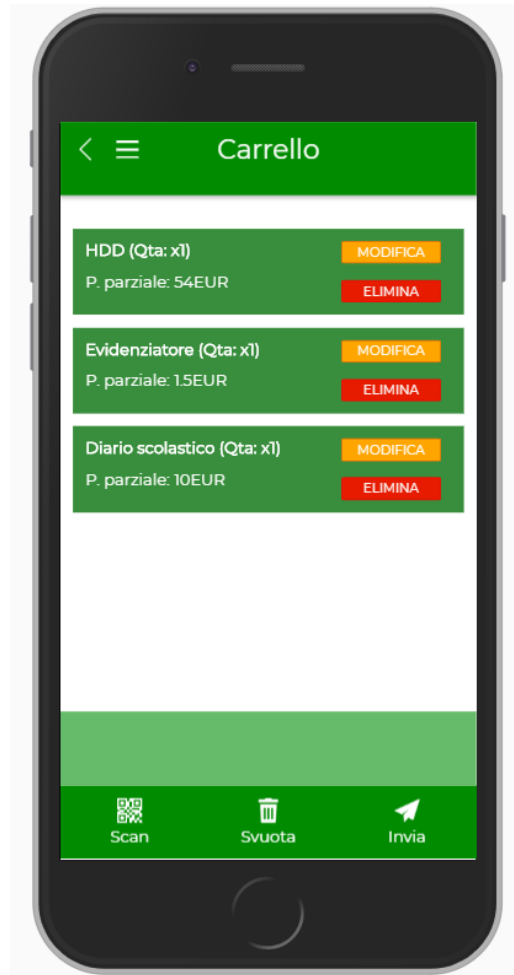 Carrello
HDD (Qta: x1)
MODIFICA
P. parziale: 54EUR
ELIMINA
Evidenziatore (Qta: x1)
MODIFICA
P. parziale: 1.5EUR
ELIMINA
Diario scolastico (Qta: x1)
MODIFICA
P. parziale: 10EUR
ELIMINA
Scan
Svuota
Invia